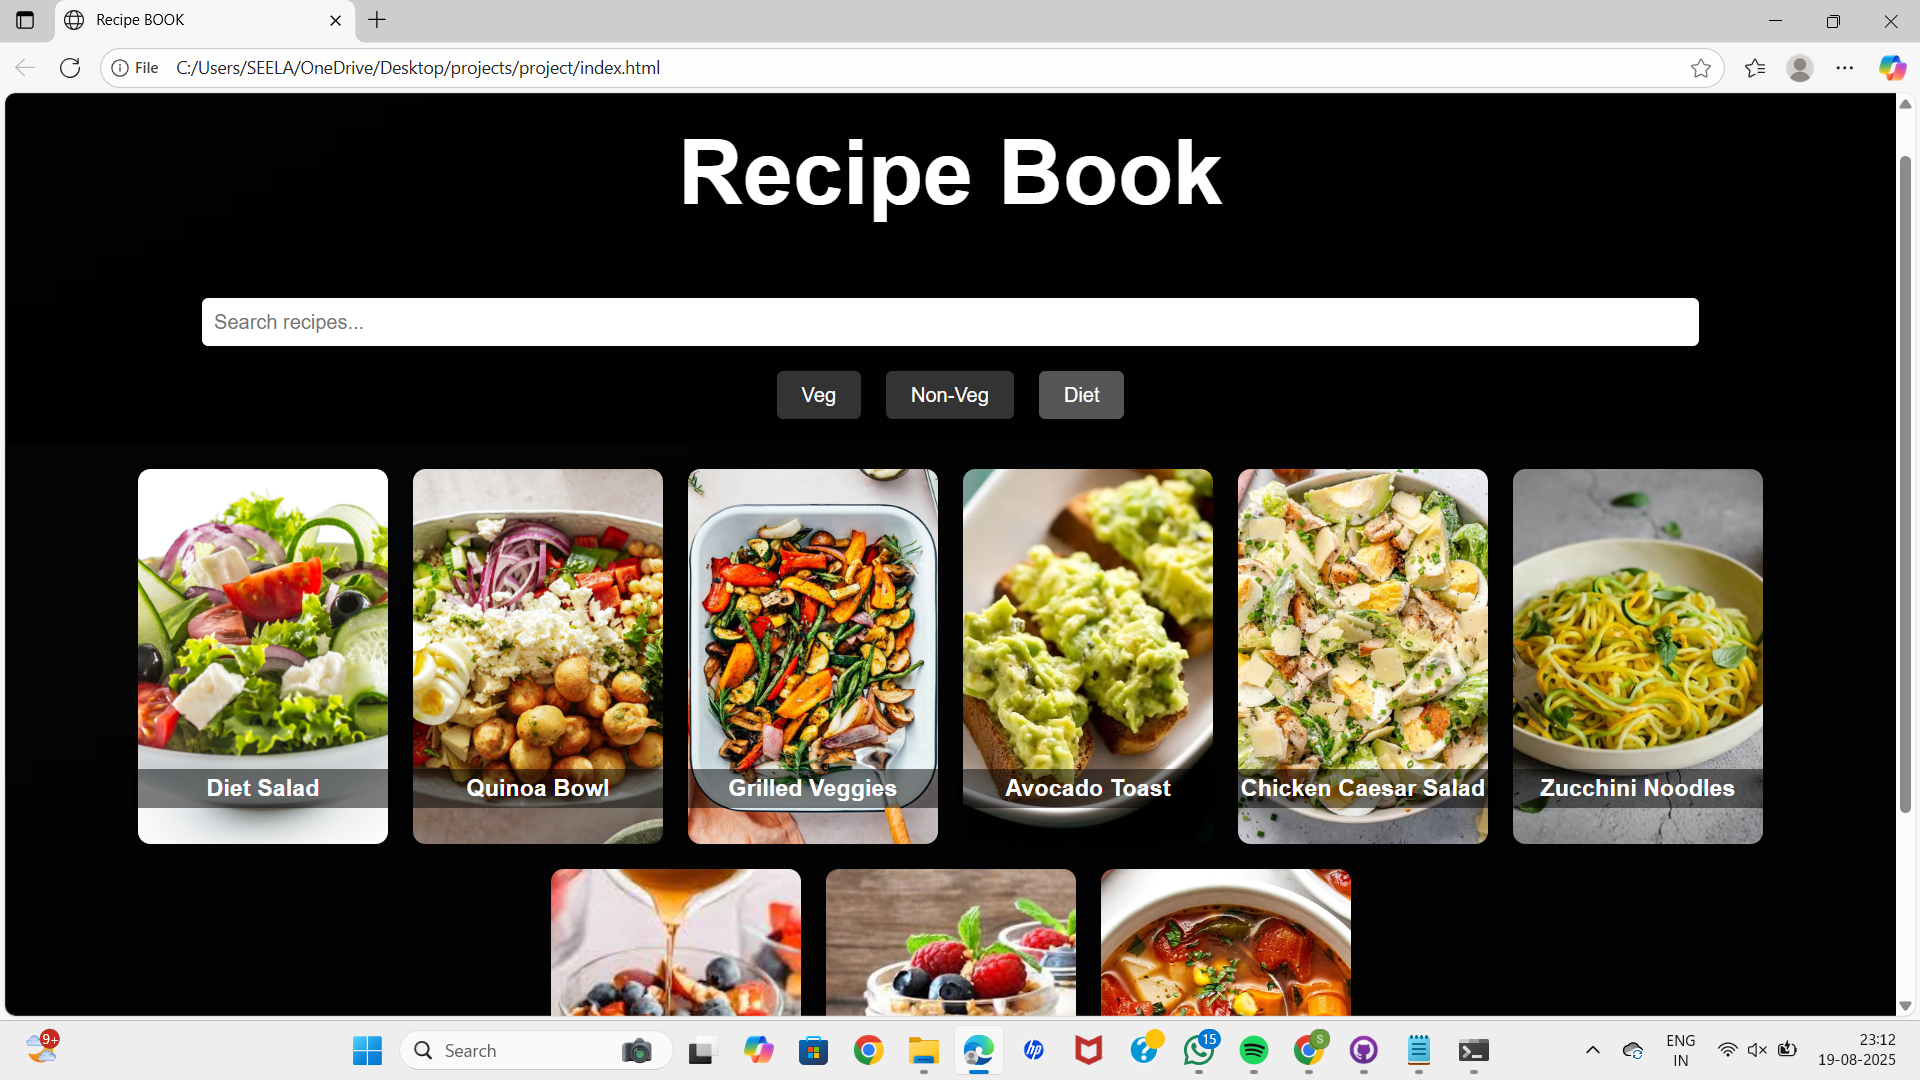 Recipe BOOK
File C:/Users/SEELA/OneDrive/Desktop/projects/project/index.html
Recipe Book
Search recipes...
Veg Non-Veg Diet
Diet Salad Quinoa Bowl Grilled Veggies Avocado Toast Chicken Caesar Salad Zucchini Noodles
9+
Search
hp
15
S
ENG
IN
23:12
19-08-2025